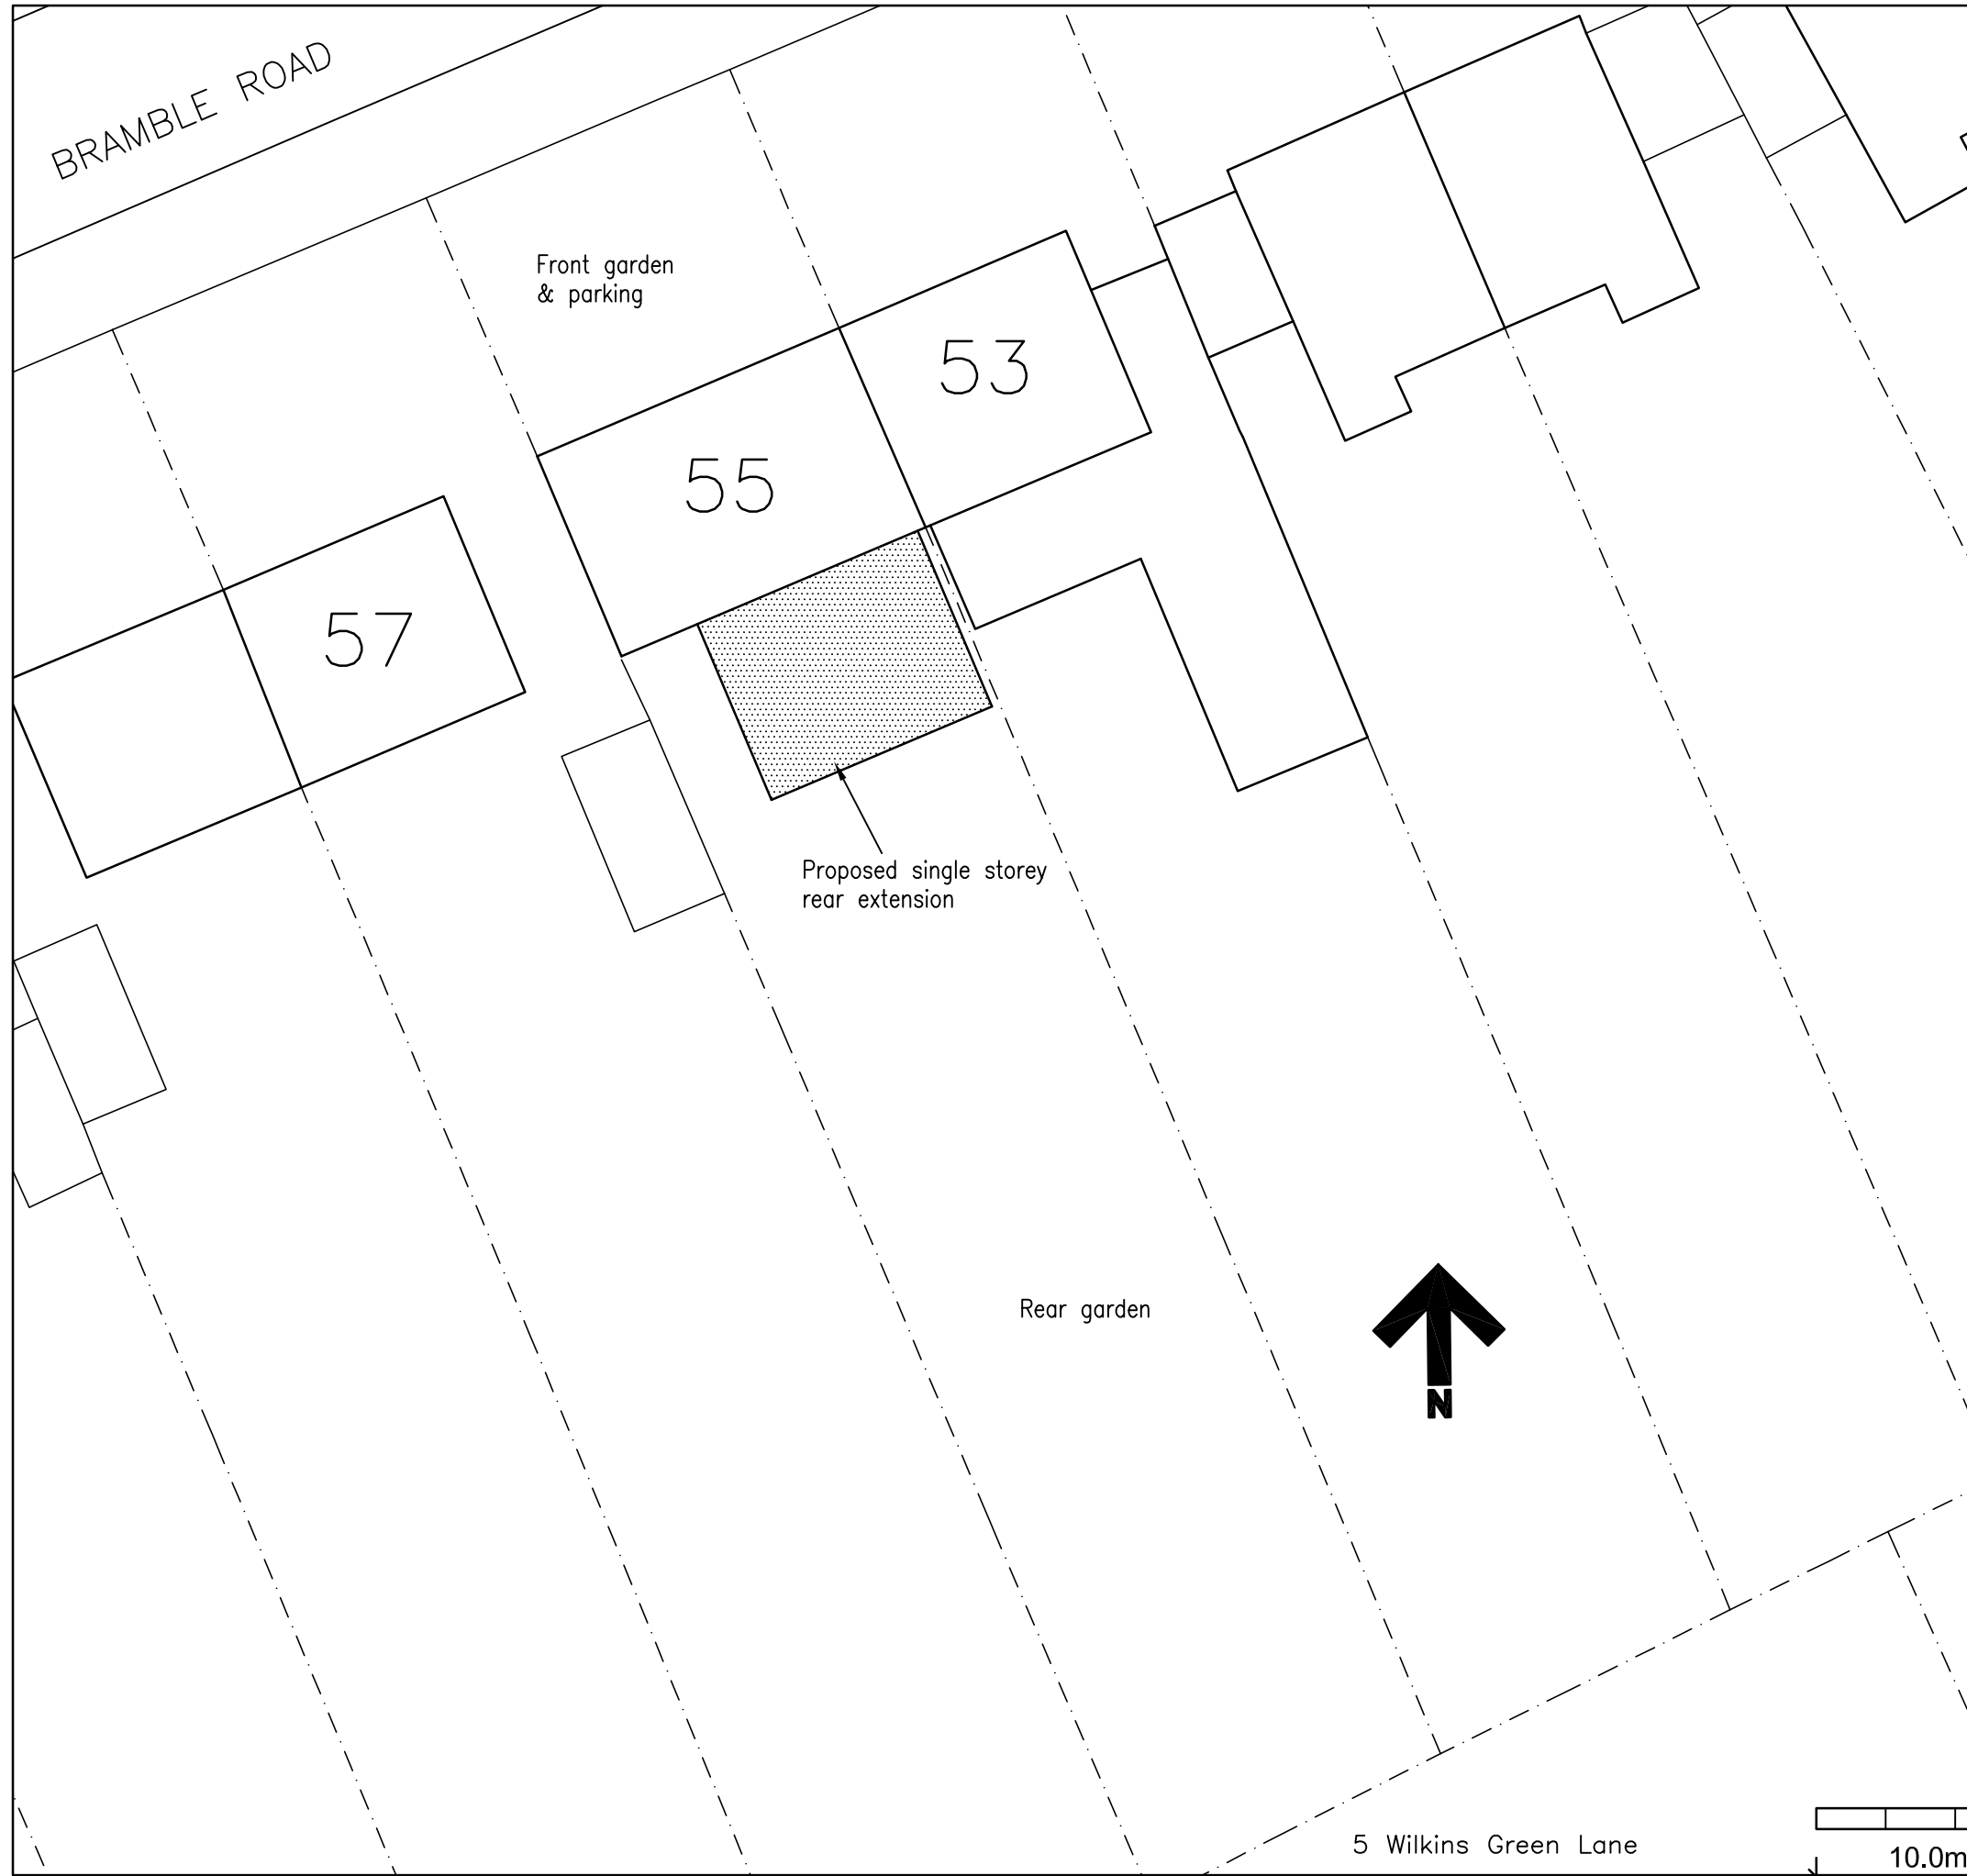 BRAMBLE ROAD
Front garden
& parking
53
55
57
Proposed single storey
rear extension
Rear garden
N
5 Wilkins Green Lane
10.0m